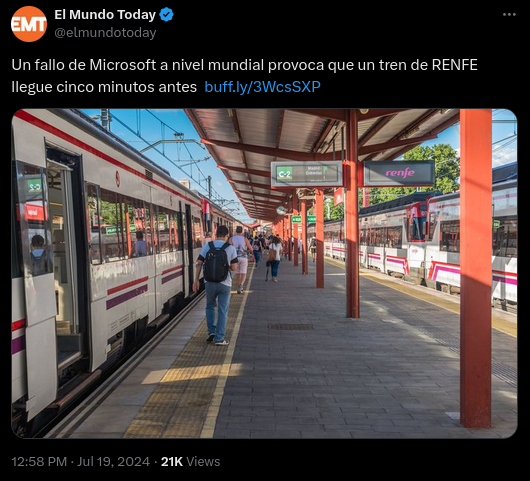 EMT
El Mundo Today
@elmundotoday
Un fallo de Microsoft a nivel mundial provoca que un tren de RENFE
llegue cinco minutos antes buff.ly/3WcsSXP
C-2
renfe
12:58 PM · Jul 19, 2024 · 21K Views